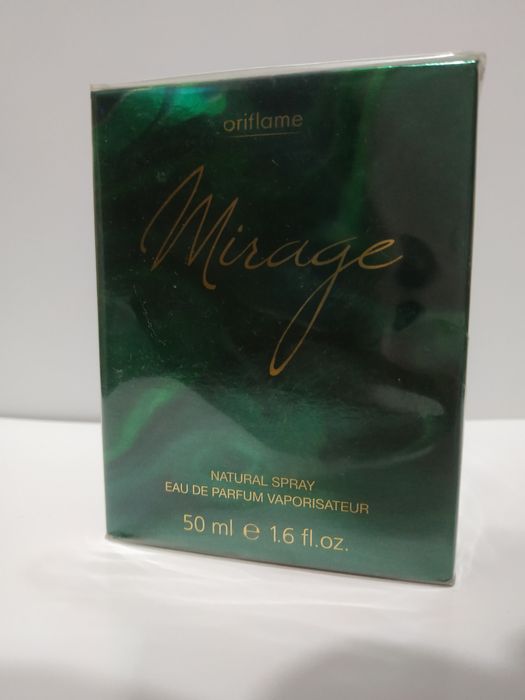 oriflame
Mirage
NATURAL SPRAY
EAU DE PARFUM VAPORISATEUR
50 ml ℮ 1.6 fl.oz.